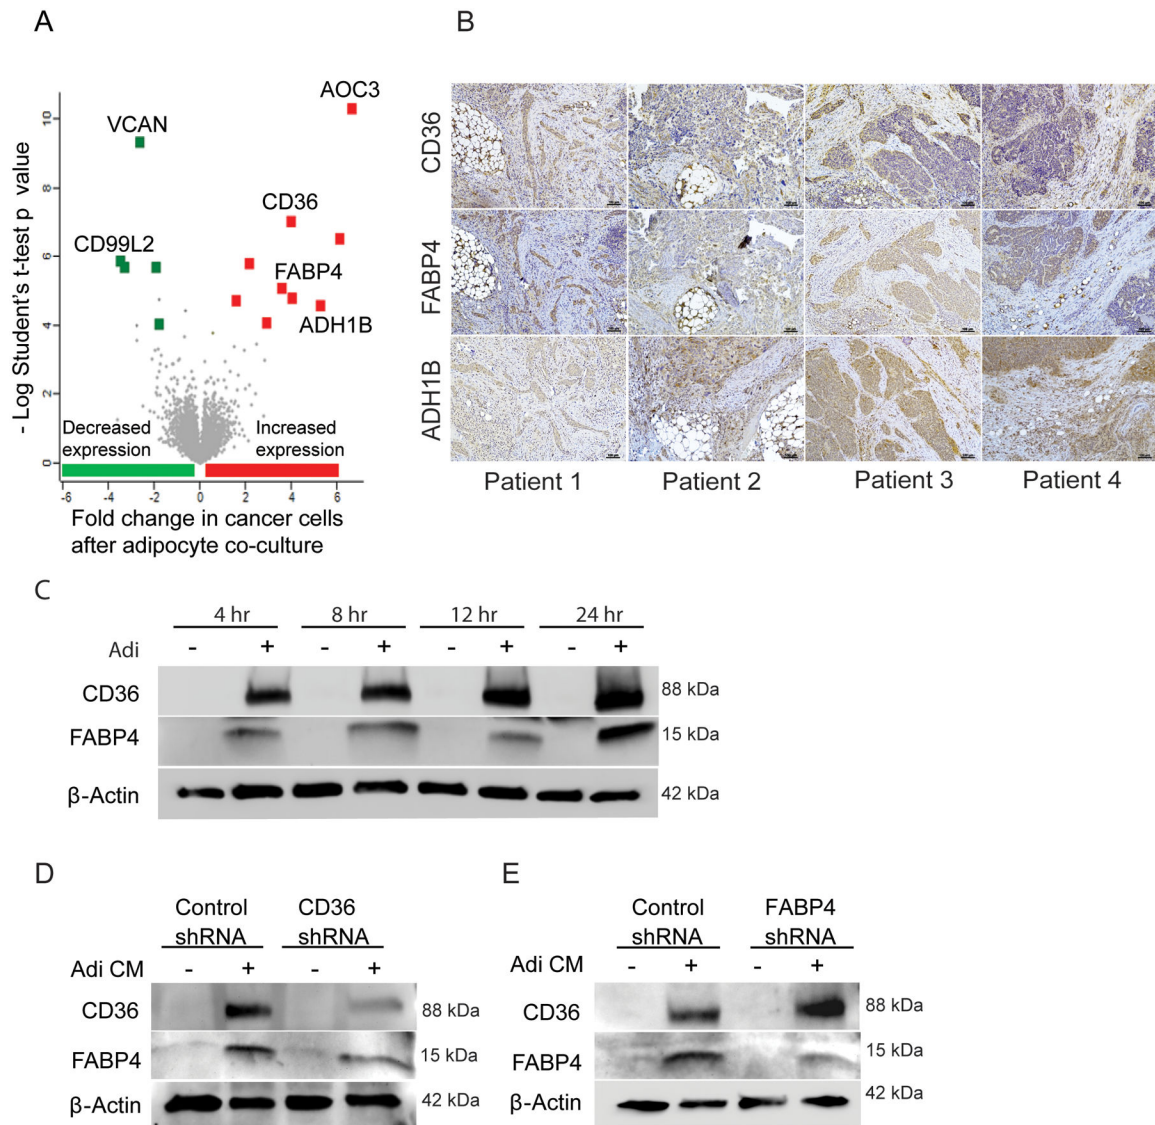 A
B
AOC3
VCAN
CD36
CD99L2
FABP4
ADH1B
Decreased
expression
Increased
expression
10
8
6
4
2
0
-6 -4 -2 0 2 4 6
- Log Student's t-test p value
Fold change in cancer cells
after adipocyte co-culture
CD36
FABP4
ADH1B
Patient 1 Patient 2 Patient 3 Patient 4
C
4 hr 8 hr 12 hr 24 hr
Adi - + - + - + - +
CD36 88 kDa
FABP4 15 kDa
β-Actin 42 kDa
D
Control CD36
shRNA shRNA
Adi CM - + - +
CD36 88 kDa
FABP4 15 kDa
β-Actin 42 kDa
E
Control FABP4
shRNA shRNA
Adi CM - + - +
CD36 88 kDa
FABP4 15 kDa
β-Actin 42 kDa